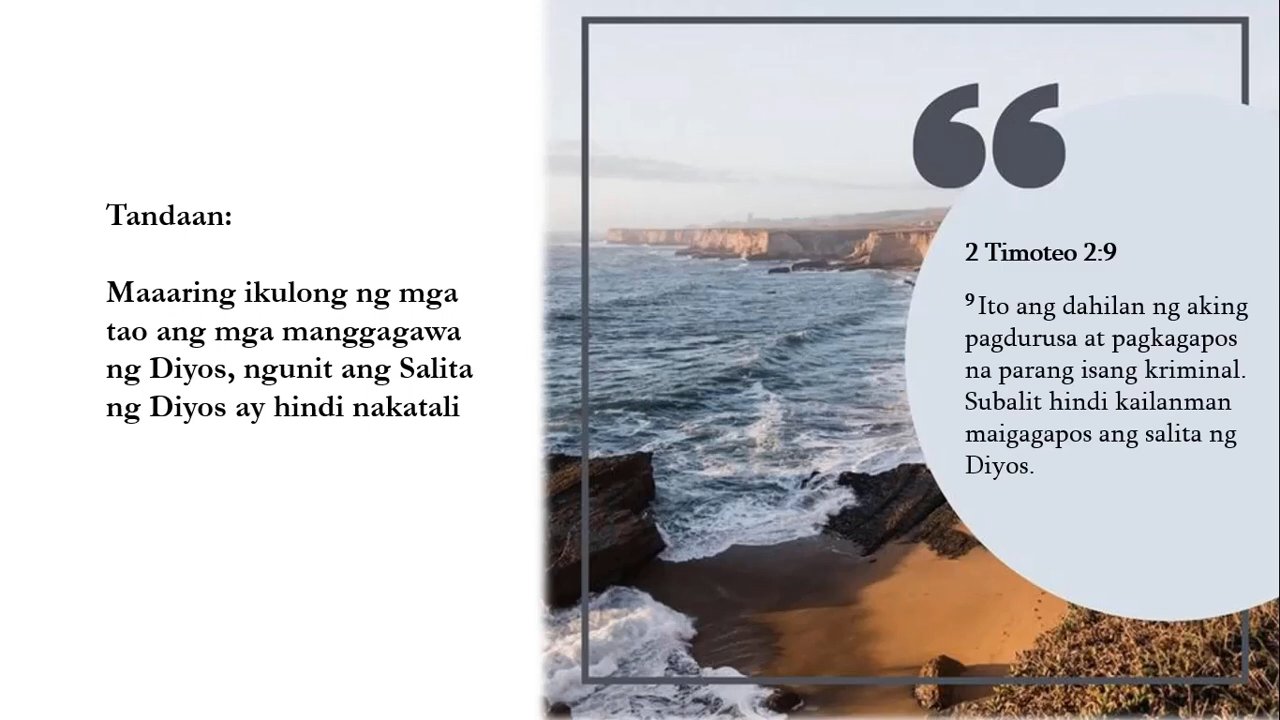 Tandaan:
Maaaring ikulong ng mga
tao ang mga manggagawa
ng Diyos, ngunit ang Salita
ng Diyos ay hindi nakatali
“
2 Timoteo 2:9
9 Ito ang dahilan ng aking
pagdurusa at pagkagapos
na parang isang kriminal.
Subalit hindi kailanman
maigagapos ang salita ng
Diyos.